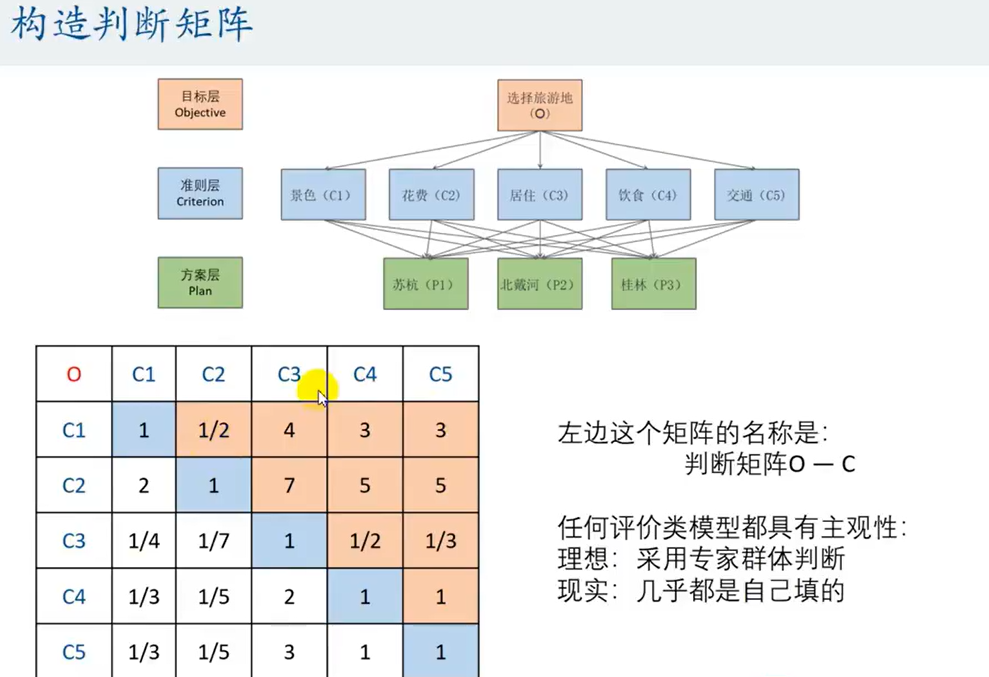 构造判断矩阵
目标层
Objective
选择旅游地
（O）
准则层
Criterion
景色（C1）
花费（C2）
居住（C3）
饮食（C4）
交通（C5）
方案层
Plan
苏杭（P1）
北戴河（P2）
桂林（P3）
O C1 C2 C3 C4 C5
C1 1 1/2 4 3 3
C2 2 1 7 5 5
C3 1/4 1/7 1 1/2 1/3
C4 1/3 1/5 2 1 1
C5 1/3 1/5 3 1 1
左边这个矩阵的名称是：
判断矩阵O — C
任何评价类模型都具有主观性：
理想：采用专家群体判断
现实：几乎都是自己填的